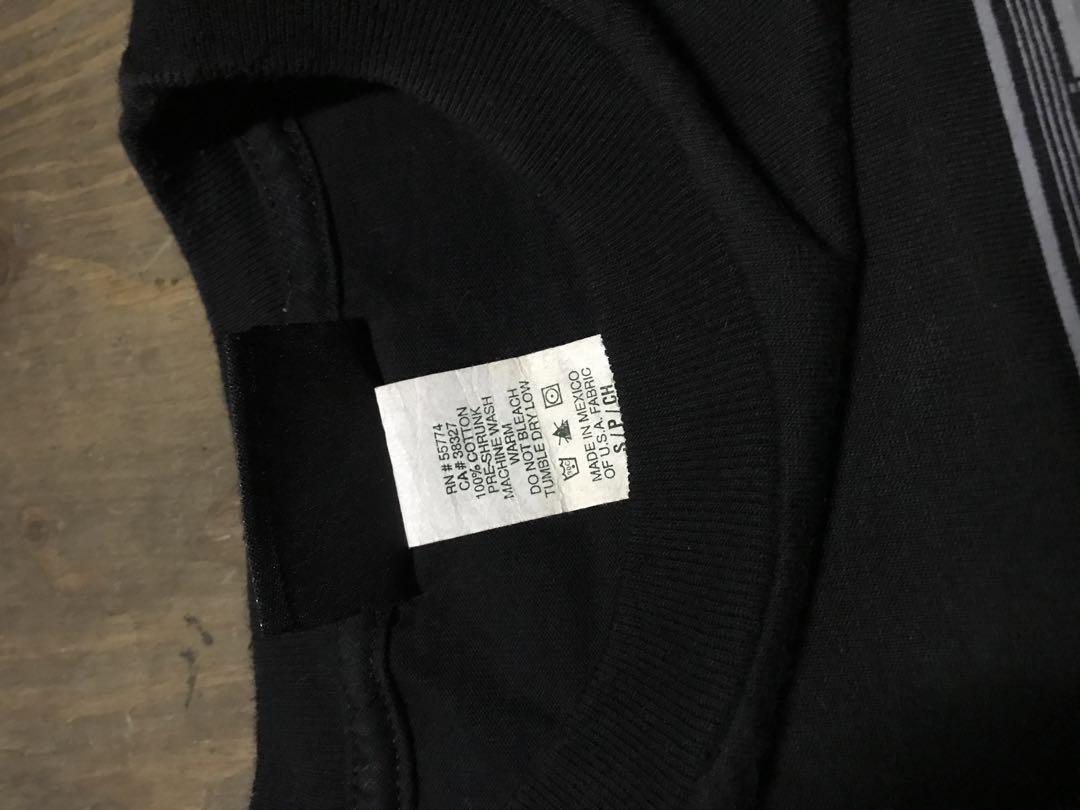 RN # 55774
CA # 38327
100% COTTON
PRE-SHRUNK
MACHINE WASH
WARM
DO NOT BLEACH
TUMBLE DRY LOW
MADE IN MEXICO
OF U.S.A. FABRIC
S/P/CH